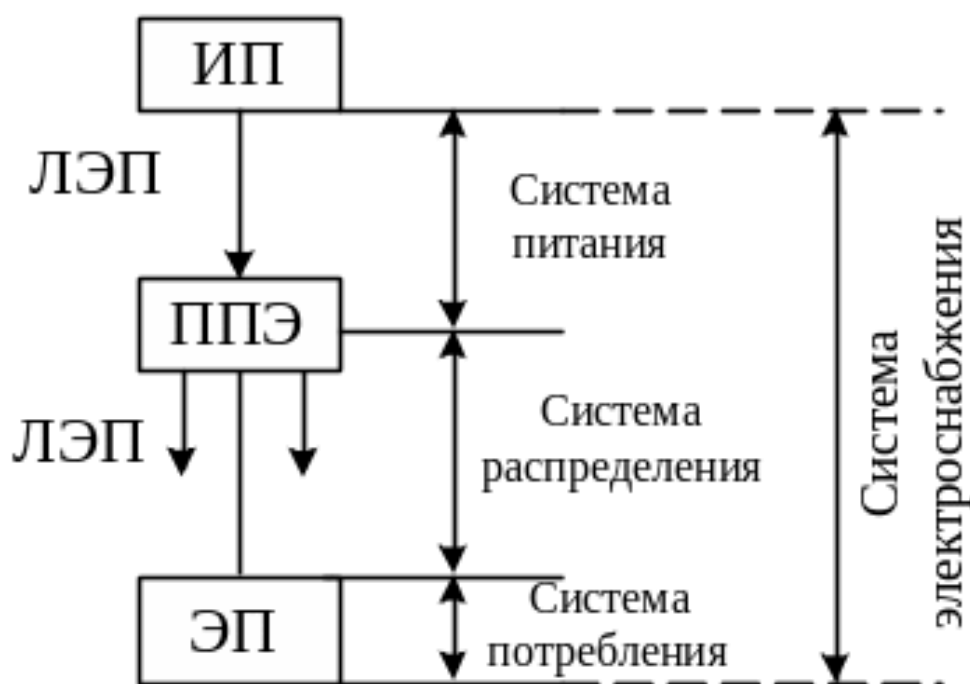 ИП
ЛЭП
Система
питания
ППЭ
ЛЭП
Система
распределения
ЭП
Система
потребления
Система
электроснабжения